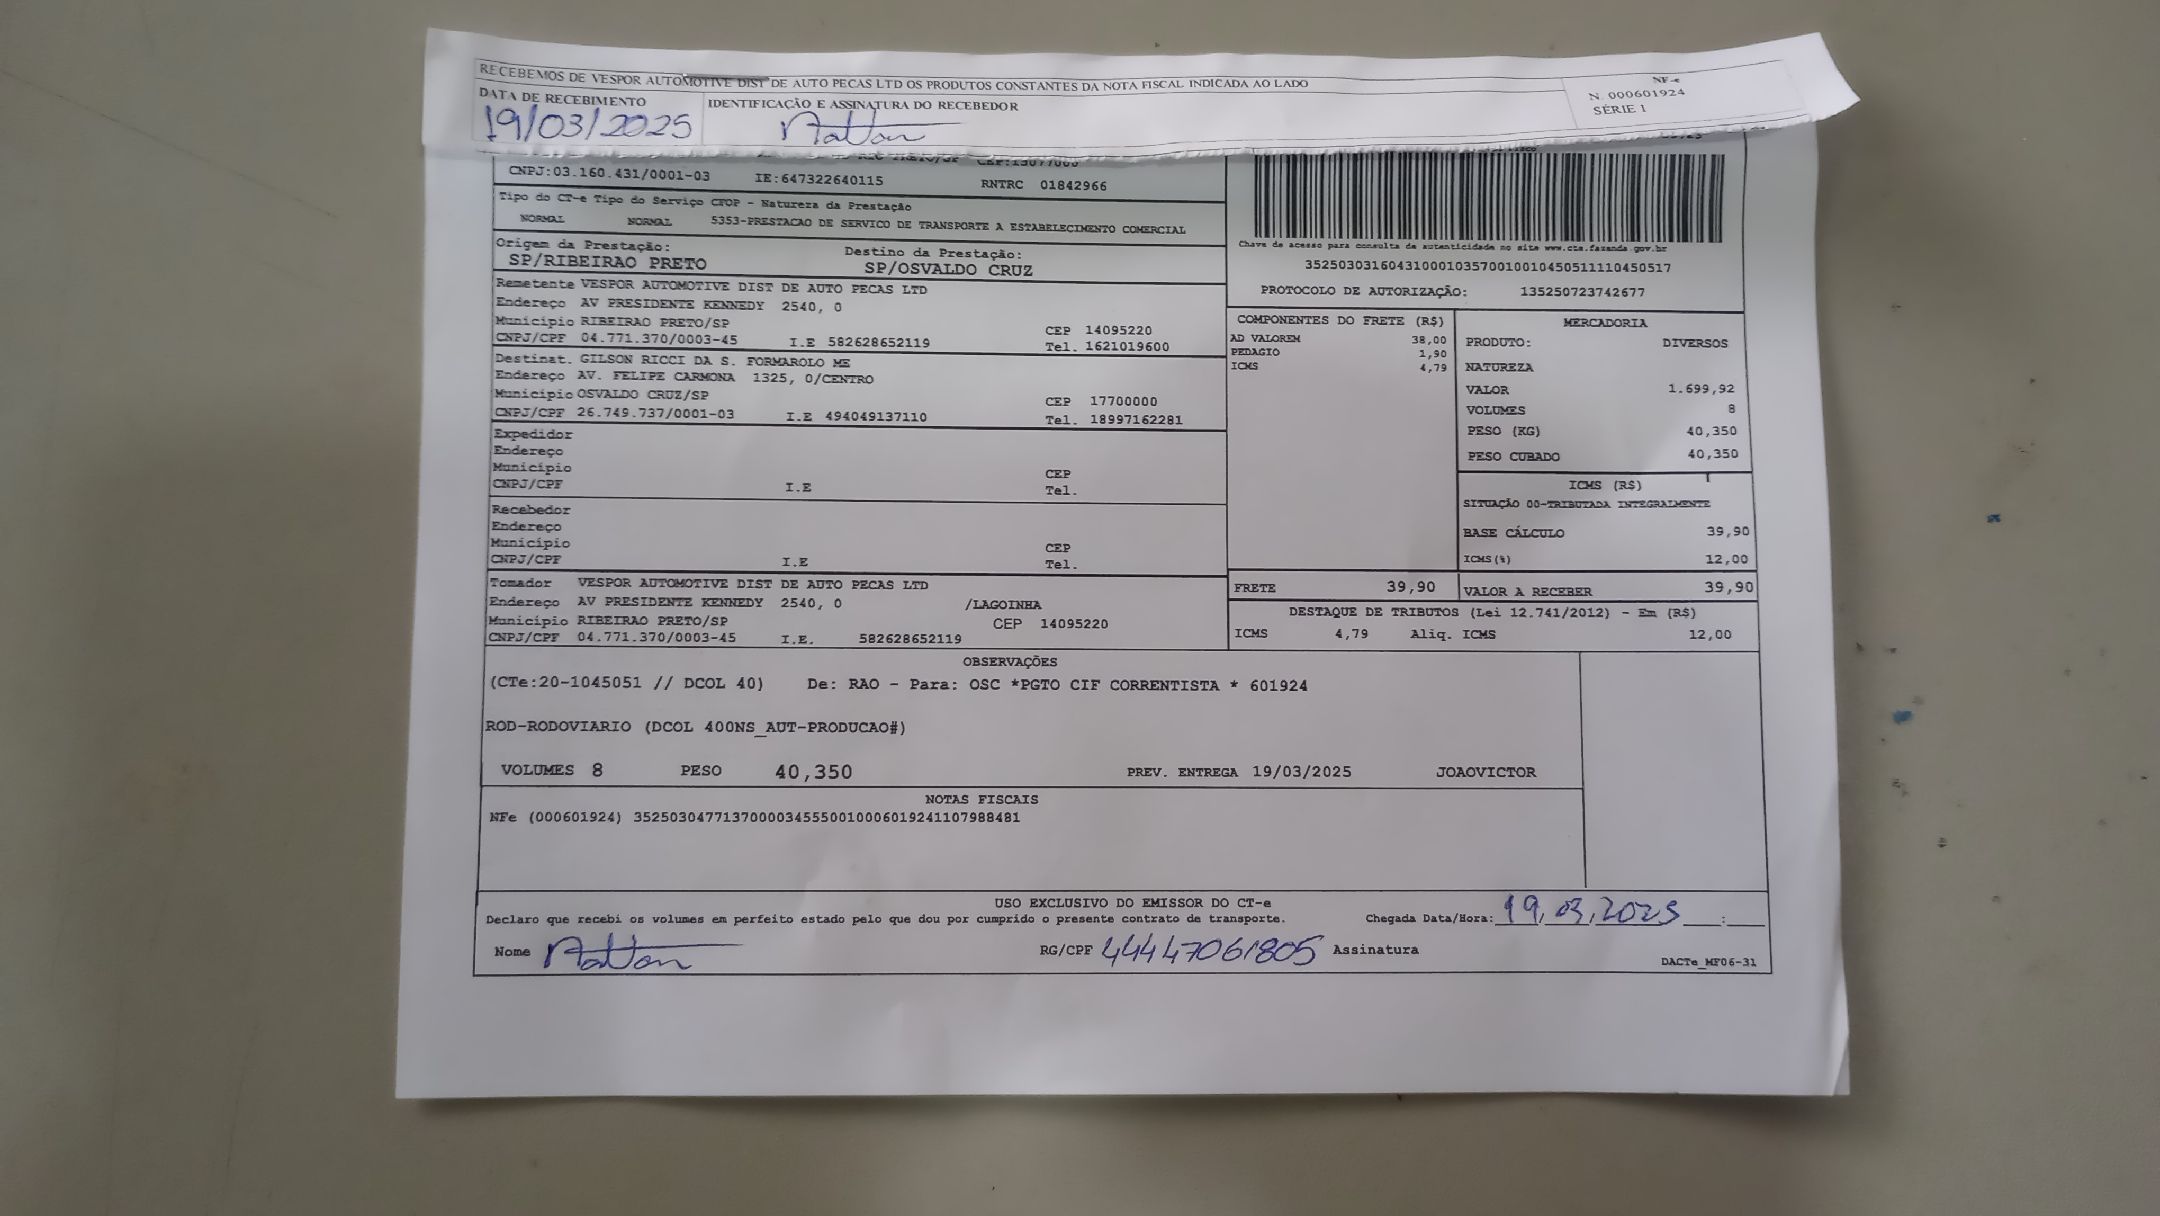 RECEBEMOS DE VESPOR AUTOMOTIVE DIST DE AUTO PECAS LTD OS PRODUTOS CONSTANTES DA NOTA FISCAL INDICADA AO LADO
NF-e
N. 000601924
SÉRIE 1
DATA DE RECEBIMENTO
19/03/2025
IDENTIFICAÇÃO E ASSINATURA DO RECEBEDOR
CNPJ:03.160.431/0001-03 IE:647322640115 RNTRC 01842966
Tipo do CT-e Tipo do Serviço CFOP - Natureza da Prestação
NORMAL NORMAL 5353-PRESTACAO DE SERVICO DE TRANSPORTE A ESTABELECIMENTO COMERCIAL
Origem da Prestação: Destino da Prestação:
SP/RIBEIRAO PRETO SP/OSVALDO CRUZ
Chave de acesso para consulta de autenticidade no site www.cte.fazenda.gov.br
35250303160431000103570010010450511110450517
PROTOCOLO DE AUTORIZAÇÃO: 135250723742677
Remetente VESPOR AUTOMOTIVE DIST DE AUTO PECAS LTD
Endereço AV PRESIDENTE KENNEDY 2540, 0
Município RIBEIRAO PRETO/SP CEP 14095220
CNPJ/CPF 04.771.370/0003-45 I.E 582628652119 Tel. 1621019600
Destinat. GILSON RICCI DA S. FORMAROLO ME
Endereço AV. FELIPE CARMONA 1325, 0/CENTRO
Município OSVALDO CRUZ/SP CEP 17700000
CNPJ/CPF 26.749.737/0001-03 I.E 494049137110 Tel. 18997162281
Expedidor
Endereço
Município CEP
CNPJ/CPF I.E Tel.
Recebedor
Endereço
Município CEP
CNPJ/CPF I.E Tel.
Tomador VESPOR AUTOMOTIVE DIST DE AUTO PECAS LTD
Endereço AV PRESIDENTE KENNEDY 2540, 0 /LAGOINHA
Município RIBEIRAO PRETO/SP CEP 14095220
CNPJ/CPF 04.771.370/0003-45 I.E. 582628652119
COMPONENTES DO FRETE (R$)
AD VALOREM 38,00
PEDAGIO 1,90
ICMS 4,79
MERCADORIA
PRODUTO: DIVERSOS
NATUREZA
VALOR 1.699,92
VOLUMES 8
PESO (KG) 40,350
PESO CUBADO 40,350
ICMS (R$)
SITUAÇÃO 00-TRIBUTADA INTEGRALMENTE
BASE CÁLCULO 39,90
ICMS(%) 12,00
FRETE 39,90 VALOR A RECEBER 39,90
DESTAQUE DE TRIBUTOS (Lei 12.741/2012) - Em (R$)
ICMS 4,79 Aliq. ICMS 12,00
OBSERVAÇÕES
(CTe:20-1045051 // DCOL 40) De: RAO - Para: OSC *PGTO CIF CORRENTISTA * 601924
ROD-RODOVIARIO (DCOL 400NS_AUT-PRODUCAO#)
VOLUMES 8 PESO 40,350 PREV. ENTREGA 19/03/2025 JOAOVICTOR
NOTAS FISCAIS
NFe (000601924) 35250304771370000345550010006019241107988481
USO EXCLUSIVO DO EMISSOR DO CT-e
Declaro que recebi os volumes em perfeito estado pelo que dou por cumprido o presente contrato de transporte. Chegada Data/Hora: 19,03,2025 :
Nome RG/CPF 44447061805 Assinatura
DACTe_MF06-31